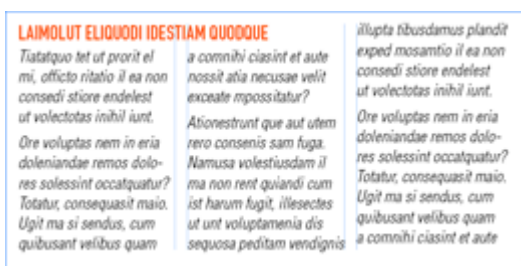 LAIMOLUT ELIQUODI IDESTIAM QUODQUE
Tiatatquo tet ut prorit el
mi, officto ritatio il ea non
consedi stiore endelest
ut volectotas inihil iunt.
Ore voluptas nem in eria
doleniandae remos dolo-
res solessint occatquatur?
Totatur, consequasit maio.
Ugit ma si sendus, cum
quibusant velibus quam
a comnihi ciasint et aute
nossit atia necusae velit
exceate mpossitatur?
Ationestrunt que aut utem
rero consenis sam fuga.
Namusa volestiusdam il
ma non rent quiandi cum
ist harum fugit, illesectes
ut unt voluptamenia dis
sequosa peditam vendignis
illupta tibusdamus plandit
exped mosamtio il ea non
consedi stiore endelest
ut volectotas inihil iunt.
Ore voluptas nem in eria
doleniandae remos dolo-
res solessint occatquatur?
Totatur, consequasit maio.
Ugit ma si sendus, cum
quibusant velibus quam
a comnihi ciasint et aute